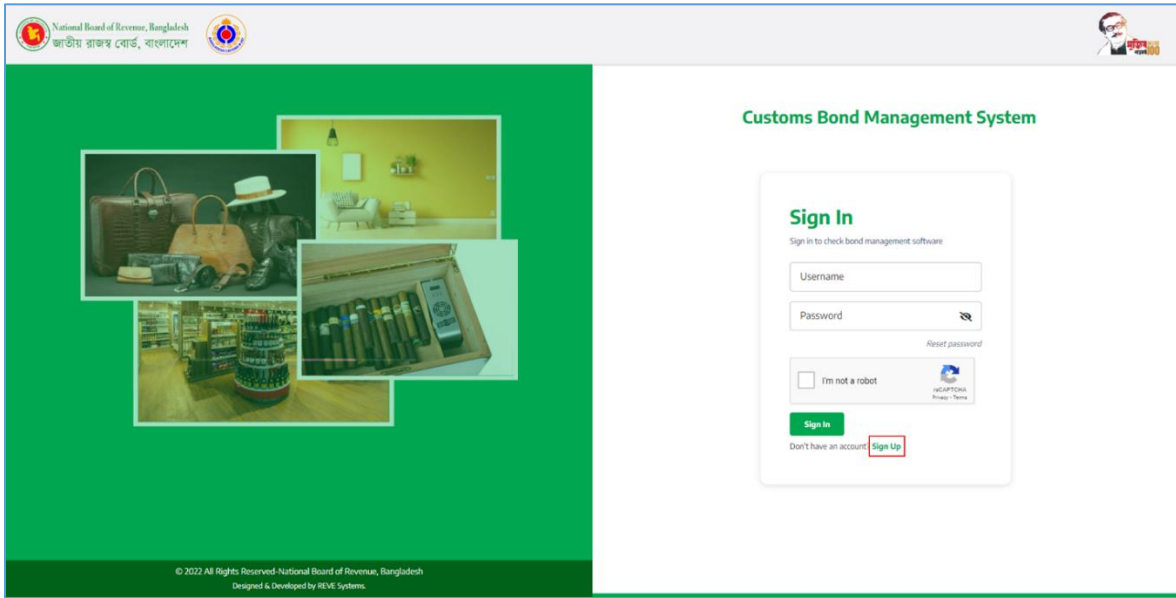 National Board of Revenue, Bangladesh
জাতীয় রাজস্ব বোর্ড, বাংলাদেশ
মুজিব
100
Customs Bond Management System
Sign In
Sign in to check bond management software
Username
Password
Reset password
I'm not a robot
reCAPTCHA
Privacy - Terms
Sign In
Don't have an account? Sign Up
© 2022 All Rights Reserved-National Board of Revenue, Bangladesh
Designed & Developed by REVE Systems.